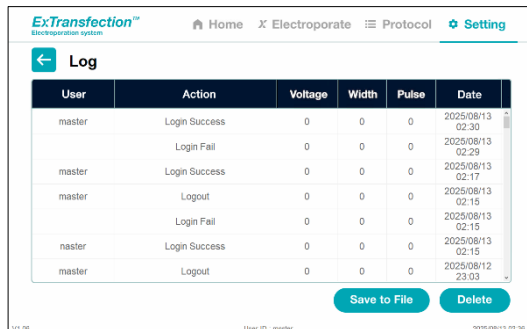 ExTransfection™
Electroporation system
Home
Electroporate
Protocol
Setting
Log
User Action Voltage Width Pulse Date
master Login Success 0 0 0 2025/08/13 02:30
Login Fail 0 0 0 2025/08/13 02:29
master Login Success 0 0 0 2025/08/13 02:17
master Logout 0 0 0 2025/08/13 02:15
Login Fail 0 0 0 2025/08/13 02:15
naster Login Success 0 0 0 2025/08/13 02:15
master Logout 0 0 0 2025/08/12 23:03
Save to File
Delete
User ID : master